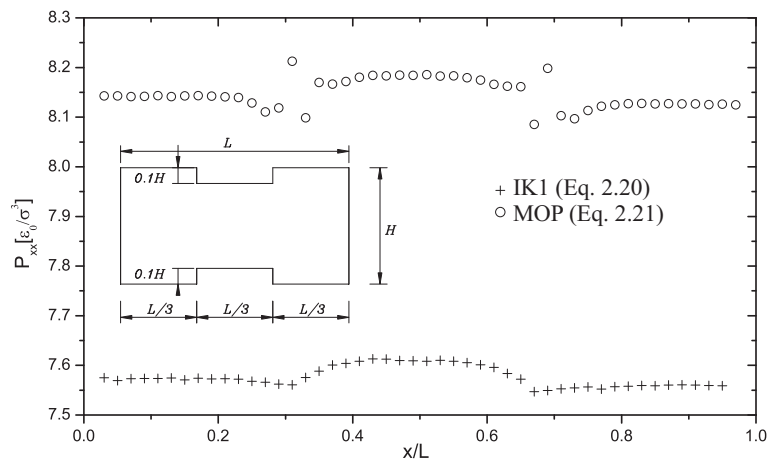 8.3
8.2
8.1
8.0
7.9
7.8
7.7
7.6
7.5
P_xx[ε_0/σ^3]
L
0.1H
H
0.1H
L/3 L/3 L/3
+ IK1 (Eq. 2.20)
○ MOP (Eq. 2.21)
0.0 0.2 0.4 0.6 0.8 1.0
x/L